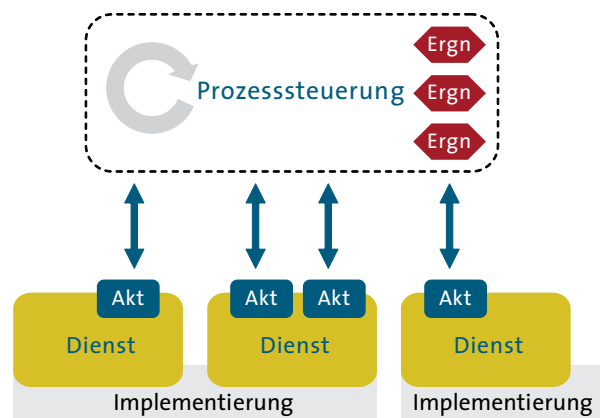 Ergn
Prozesssteuerung Ergn
Ergn
Akt Akt Akt Akt
Dienst Dienst Dienst
Implementierung Implementierung